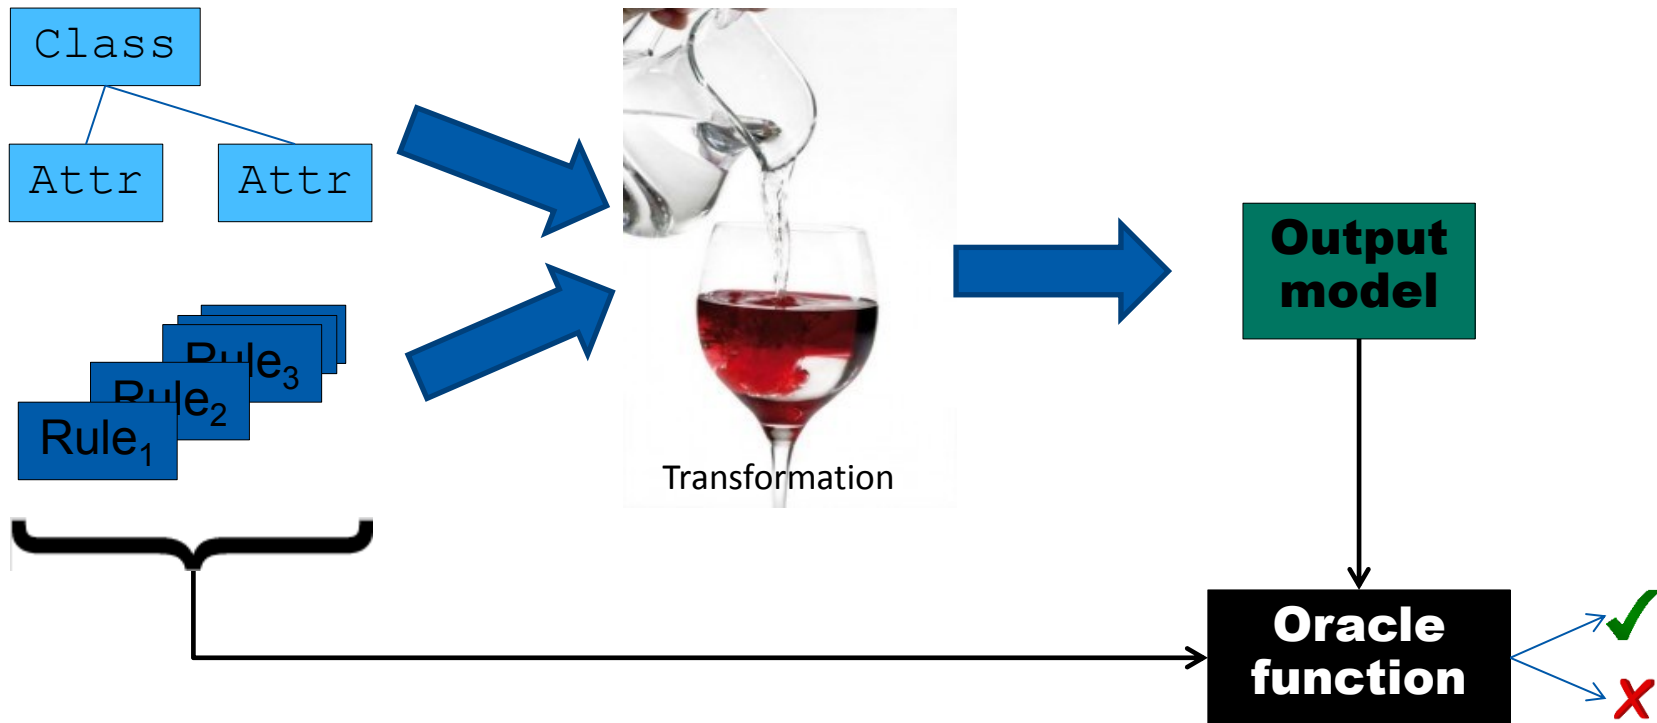 Class
Attr Attr
Rule₃
Rule₂
Rule₁
Transformation
Output
model
Oracle
function